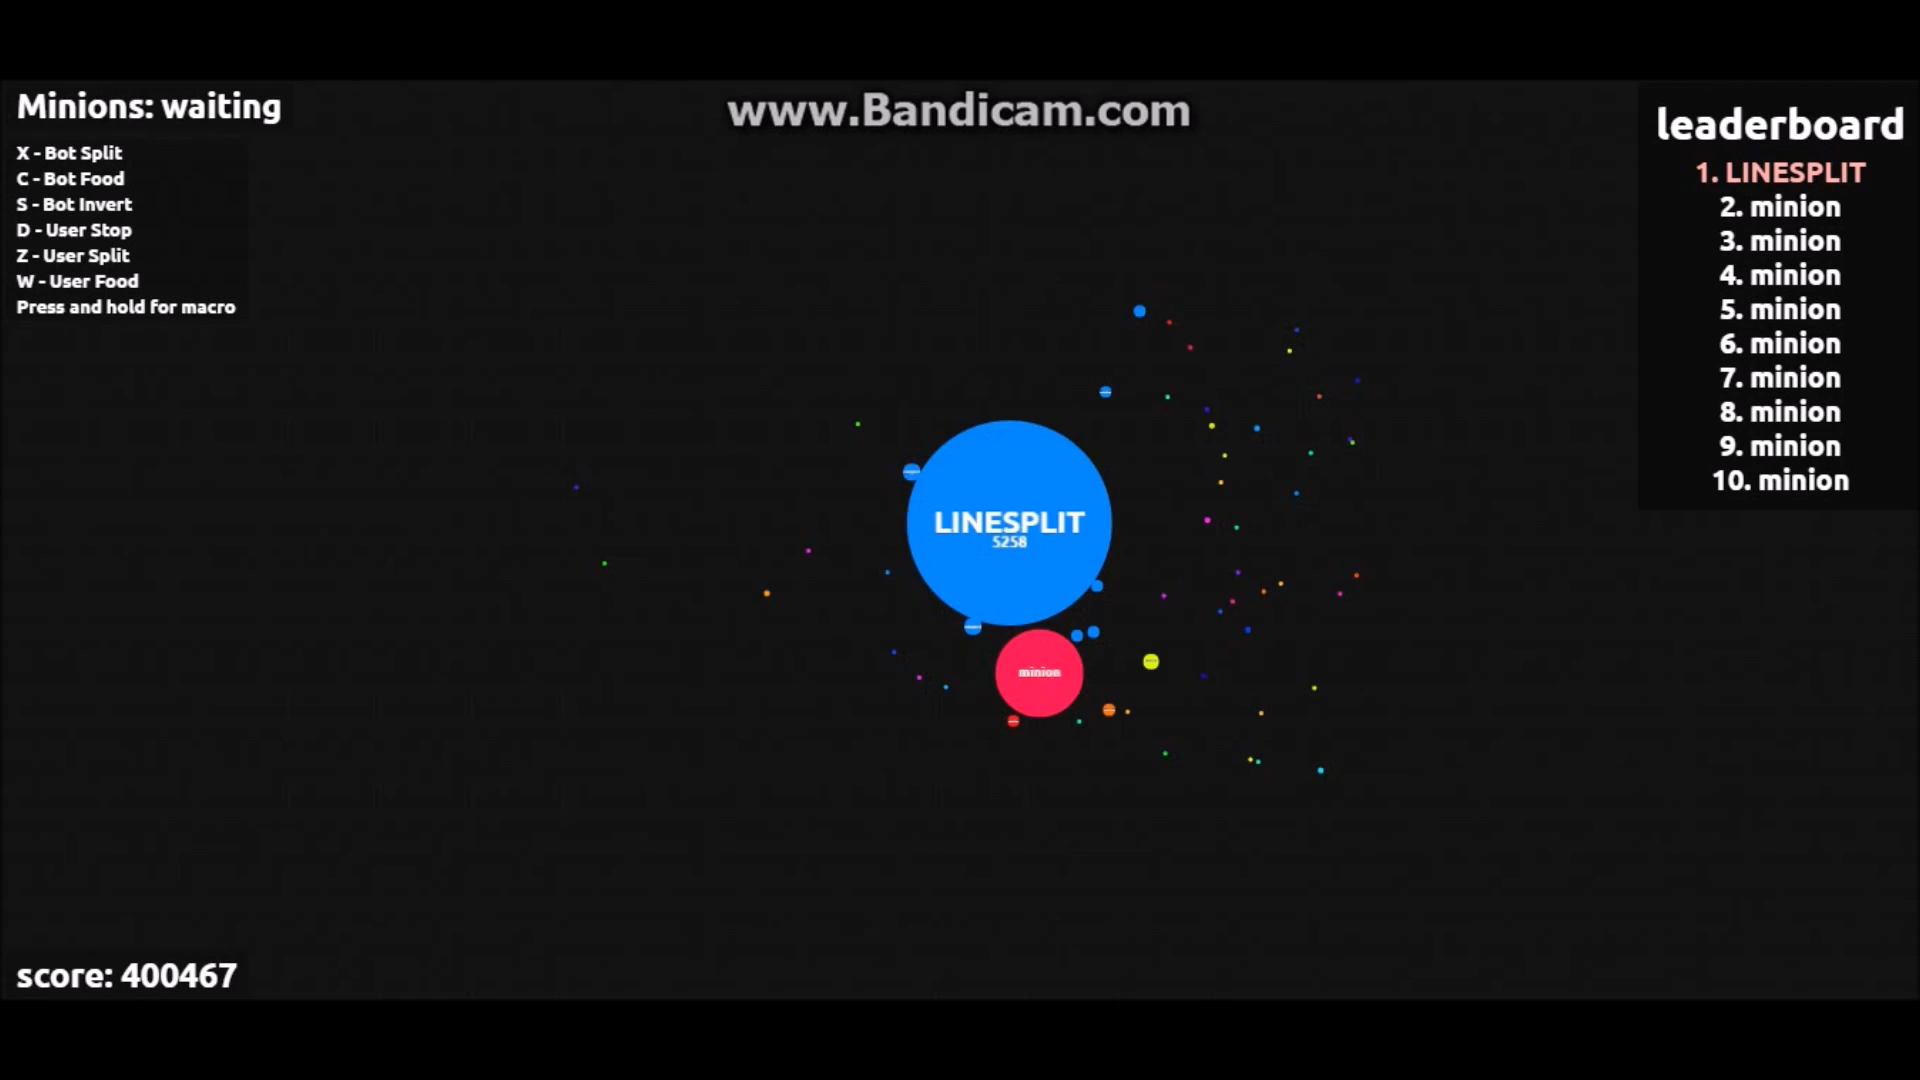 www.Bandicam.com
Minions: waiting
X - Bot Split
C - Bot Food
S - Bot Invert
D - User Stop
Z - User Split
W - User Food
Press and hold for macro
leaderboard
1. LINESPLIT
2. minion
3. minion
4. minion
5. minion
6. minion
7. minion
8. minion
9. minion
10. minion
LINESPLIT
5258
minion
score: 400467